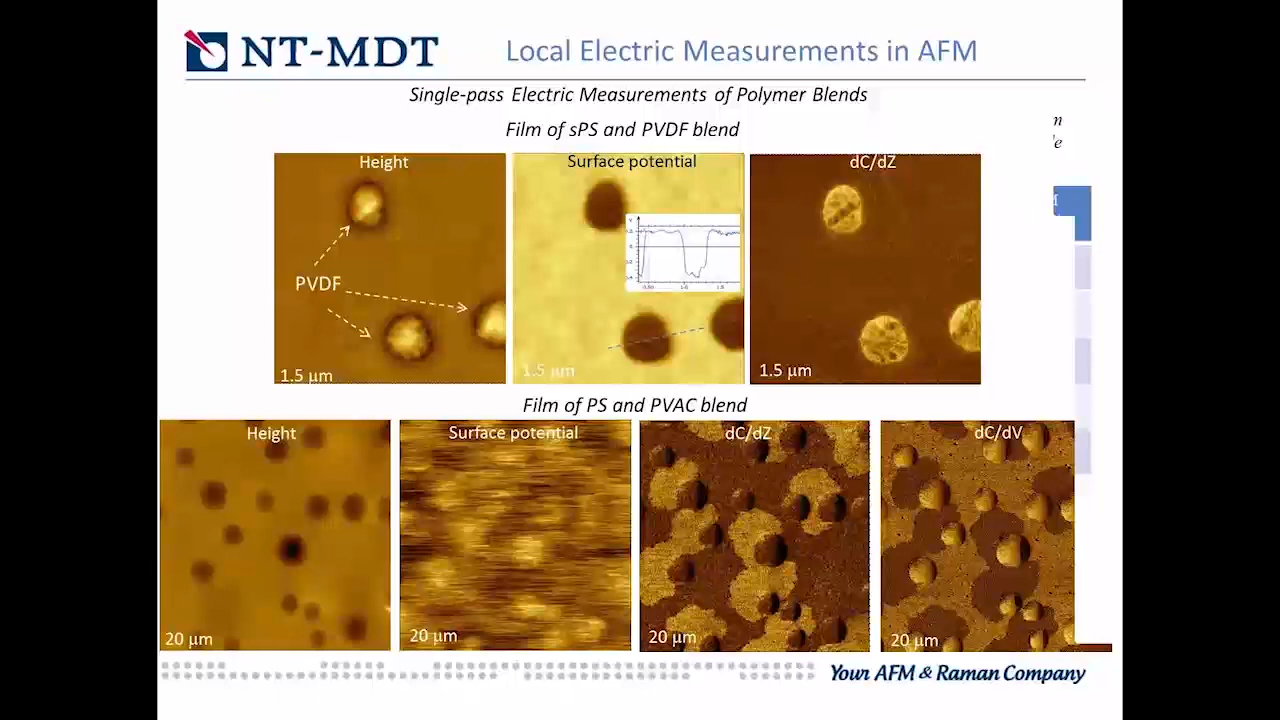 NT-MDT
Local Electric Measurements in AFM
Single-pass Electric Measurements of Polymer Blends
Film of sPS and PVDF blend
n
'e
Height
Surface potential
dC/dZ
PVDF
1.5 µm
1.5 µm
1.5 µm
Film of PS and PVAC blend
Height
Surface potential
dC/dZ
dC/dV
20 µm
20 µm
20 µm
20 µm
Your AFM & Raman Company